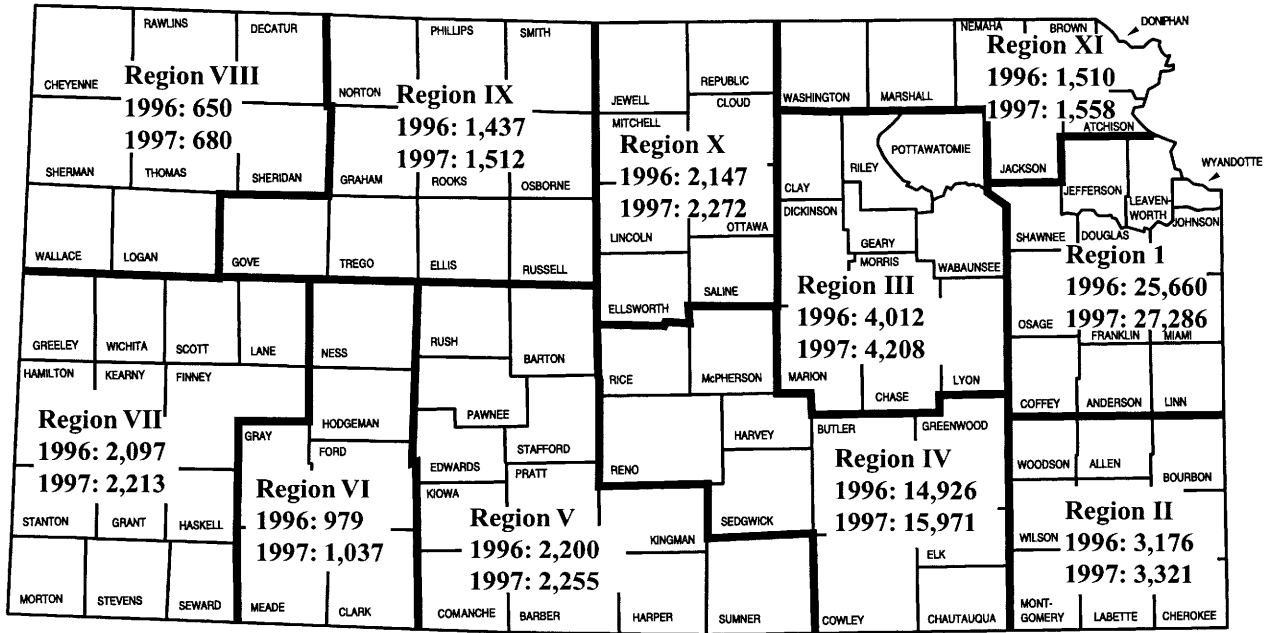 RAWLINS
DECATUR
CHEYENNE
Region VIII
1996: 650
1997: 680
SHERMAN
THOMAS
SHERIDAN
WALLACE
LOGAN
PHILLIPS
SMITH
NORTON
Region IX
1996: 1,437
1997: 1,512
GRAHAM
ROOKS
OSBORNE
GOVE
TREGO
ELLIS
RUSSELL
REPUBLIC
JEWELL
CLOUD
MITCHELL
Region X
1996: 2,147
1997: 2,272
LINCOLN
OTTAWA
ELLSWORTH
SALINE
NEMAHA
BROWN
DONIPHAN
Region XI
1996: 1,510
1997: 1,558
WASHINGTON
MARSHALL
ATCHISON
JACKSON
RILEY
POTTAWATOMIE
CLAY
DICKINSON
GEARY
MORRIS
WABAUNSEE
Region III
1996: 4,012
1997: 4,208
MARION
CHASE
LYON
WYANDOTTE
JEFFERSON
LEAVEN-
WORTH
JOHNSON
SHAWNEE
DOUGLAS
Region 1
1996: 25,660
1997: 27,286
OSAGE
FRANKLIN
MIAMI
COFFEY
ANDERSON
LINN
GREELEY
WICHITA
SCOTT
LANE
HAMILTON
KEARNY
FINNEY
Region VII
1996: 2,097
1997: 2,213
STANTON
GRANT
HASKELL
MORTON
STEVENS
SEWARD
NESS
HODGEMAN
GRAY
FORD
Region VI
1996: 979
1997: 1,037
MEADE
CLARK
RUSH
BARTON
PAWNEE
STAFFORD
EDWARDS
PRATT
KIOWA
Region V
1996: 2,200
1997: 2,255
KINGMAN
COMANCHE
BARBER
HARPER
SUMNER
RICE
McPHERSON
HARVEY
RENO
SEDGWICK
BUTLER
GREENWOOD
Region IV
1996: 14,926
1997: 15,971
ELK
COWLEY
CHAUTAUQUA
WOODSON
ALLEN
BOURBON
Region II
WILSON
1996: 3,176
1997: 3,321
MONT-
GOMERY
LABETTE
CHEROKEE